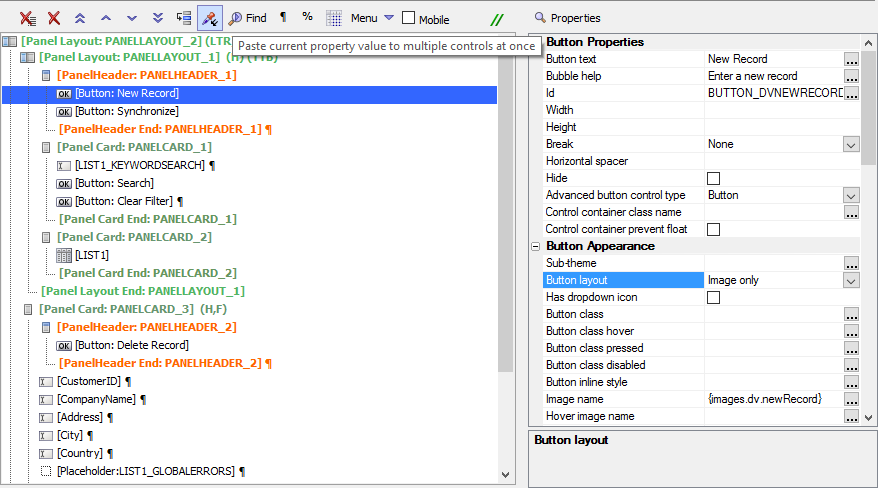 Find ¶ % Menu Mobile // Properties
Paste current property value to multiple controls at once
[Panel Layout: PANELLAYOUT_2] (LTR
[Panel Layout: PANELLAYOUT_1]
[PanelHeader: PANELHEADER_1]
OK [Button: New Record]
OK [Button: Synchronize]
[PanelHeader End: PANELHEADER_1] ¶
[Panel Card: PANELCARD_1]
[LIST1_KEYWORDSEARCH] ¶
OK [Button: Search]
OK [Button: Clear Filter] ¶
[Panel Card End: PANELCARD_1]
[Panel Card: PANELCARD_2]
[LIST1]
[Panel Card End: PANELCARD_2]
[Panel Layout End: PANELLAYOUT_1]
[Panel Card: PANELCARD_3] (H,F)
[PanelHeader: PANELHEADER_2]
OK [Button: Delete Record]
[PanelHeader End: PANELHEADER_2] ¶
[CustomerID] ¶
[CompanyName] ¶
[Address] ¶
[City] ¶
[Country] ¶
[Placeholder:LIST1_GLOBALERRORS] ¶
Button Properties
Button text New Record ...
Bubble help Enter a new record ...
Id BUTTON_DVNEWRECORD ...
Width
Height
Break None
Horizontal spacer
Hide
Advanced button control type Button
Control container class name ...
Control container prevent float
Button Appearance
Sub-theme ...
Button layout Image only
Has dropdown icon
Button class ...
Button class hover ...
Button class pressed ...
Button class disabled ...
Button inline style ...
Image name {images.dv.newRecord} ...
Hover image name ...
Button layout